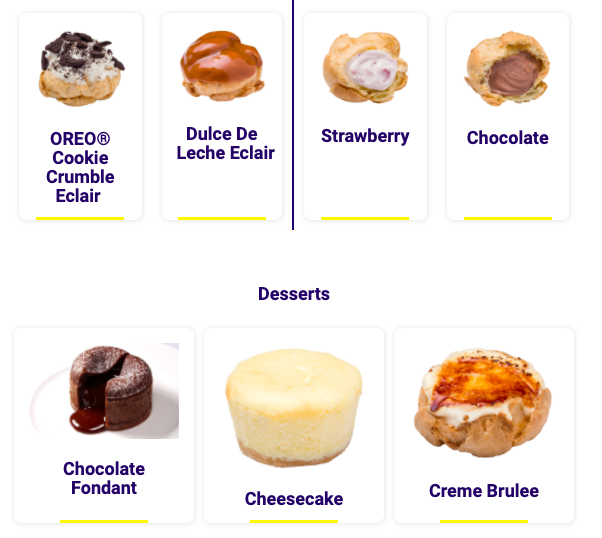 OREO®
Cookie
Crumble
Eclair
Dulce De
Leche Eclair
Strawberry
Chocolate
Desserts
Chocolate
Fondant
Cheesecake
Creme Brulee